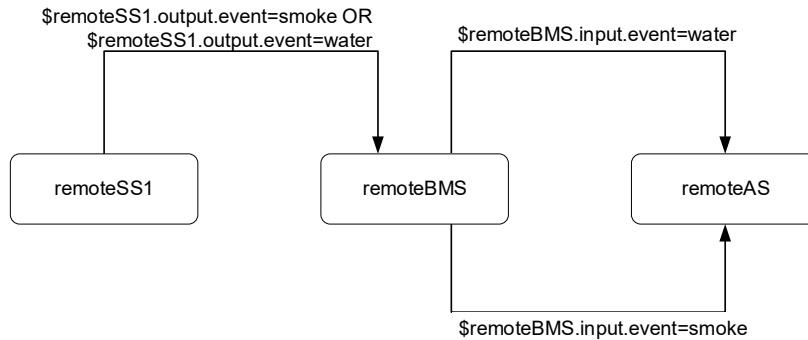 $remoteSS1.output.event=smoke OR
$remoteSS1.output.event=water
$remoteBMS.input.event=water
remoteSS1
remoteBMS
remoteAS
$remoteBMS.input.event=smoke